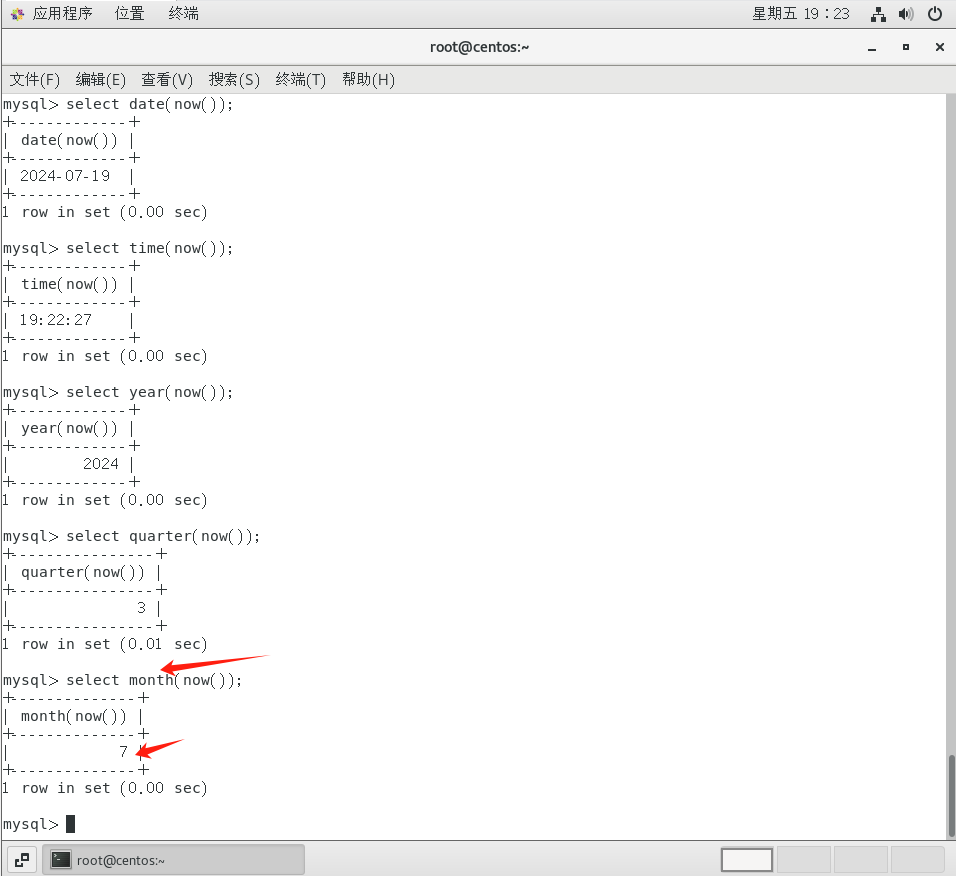 应用程序 位置 终端 星期五 19：23
root@centos:~
文件(F) 编辑(E) 查看(V) 搜索(S) 终端(T) 帮助(H)
mysql> select date(now());
+-------------+
| date(now()) |
+-------------+
| 2024-07-19  |
+-------------+
1 row in set (0.00 sec)
mysql> select time(now());
+-------------+
| time(now()) |
+-------------+
| 19:22:27    |
+-------------+
1 row in set (0.00 sec)
mysql> select year(now());
+-------------+
| year(now()) |
+-------------+
|        2024 |
+-------------+
1 row in set (0.00 sec)
mysql> select quarter(now());
+----------------+
| quarter(now()) |
+----------------+
|              3 |
+----------------+
1 row in set (0.01 sec)
mysql> select month(now());
+--------------+
| month(now()) |
+--------------+
|            7 |
+--------------+
1 row in set (0.00 sec)
mysql>
root@centos:~